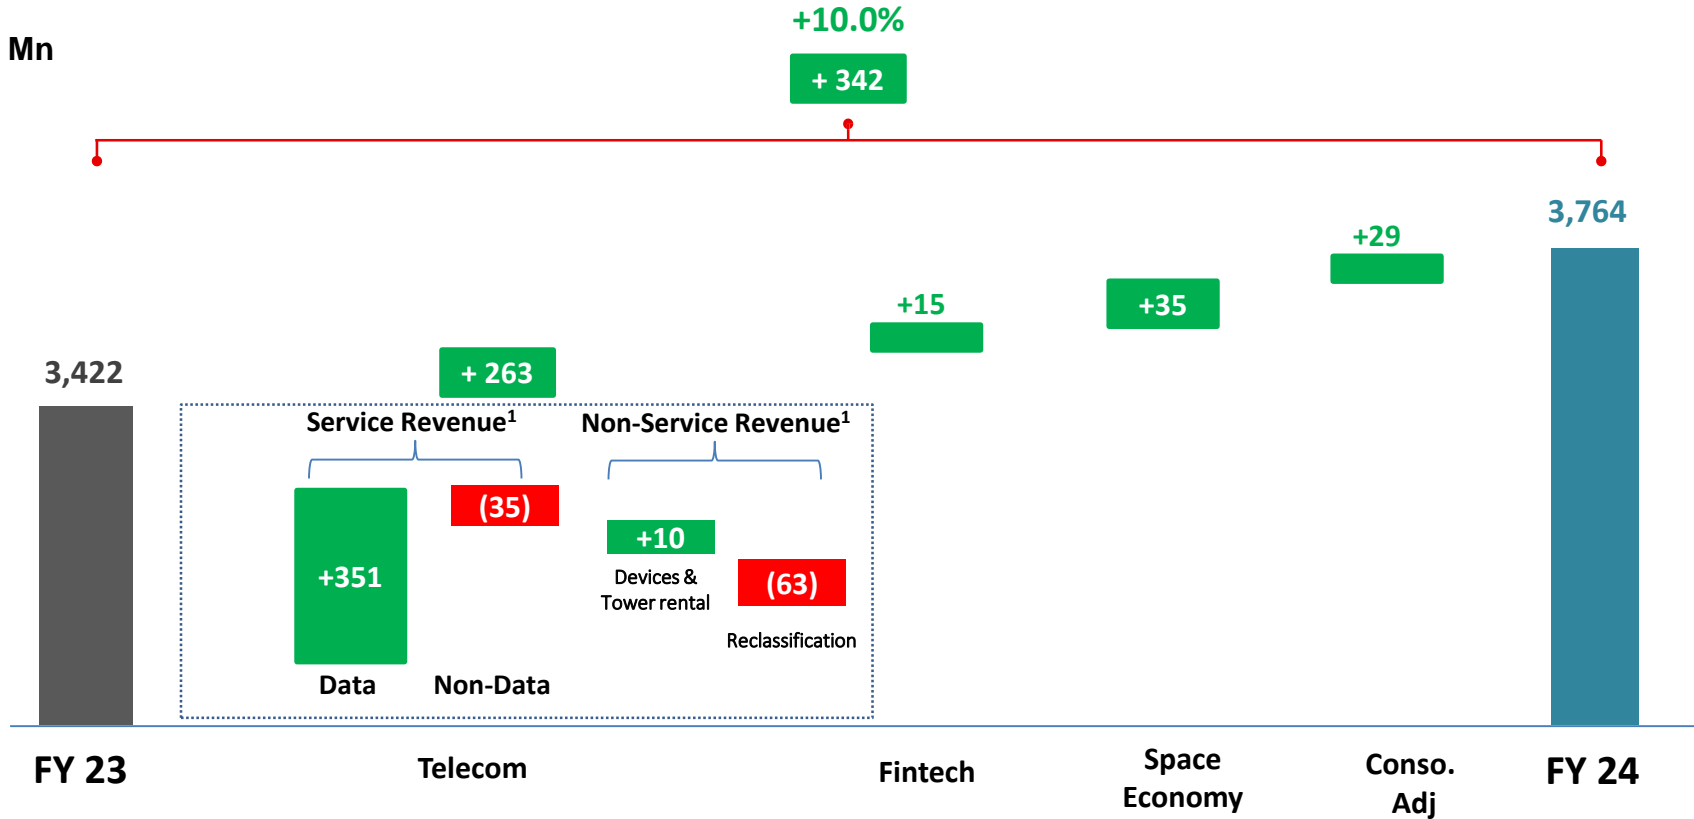 +10.0%
Mn
+ 342
3,764
+29
+15
+35
3,422
+ 263
Service Revenue1
Non-Service Revenue1
(35)
+10
+351
(63)
Devices &
Tower rental
Reclassification
Data
Non-Data
FY 23
Telecom
Fintech
Space
Economy
Conso.
Adj
FY 24